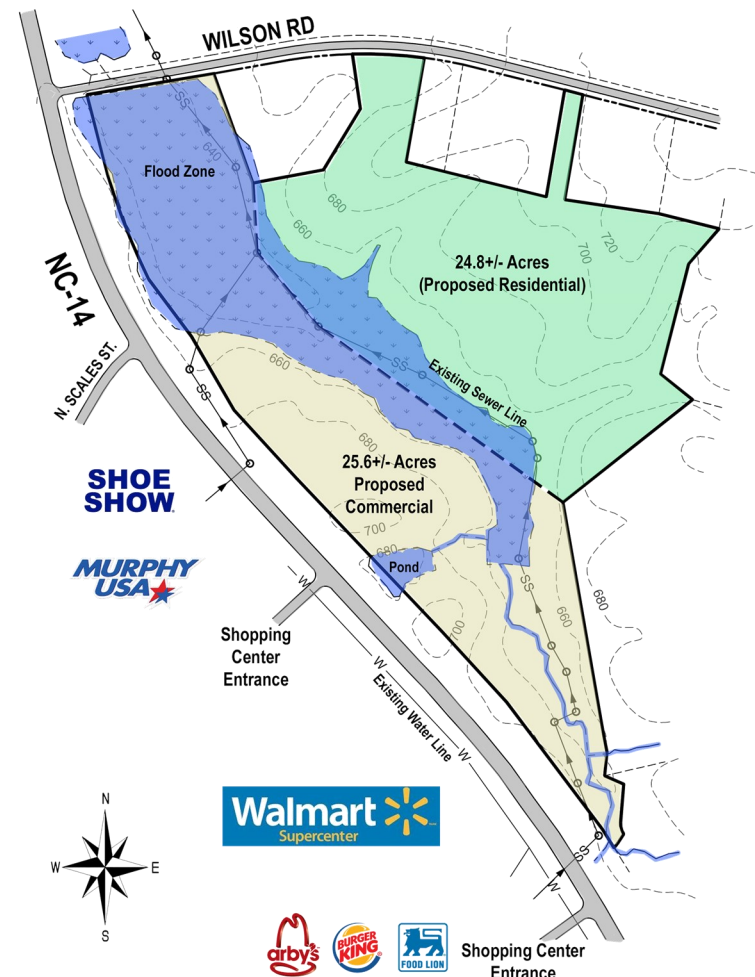 WILSON RD
SS
640
Flood Zone
680
660
24.8+/- Acres
(Proposed Residential)
700
720
NC-14
N. SCALES ST.
660
SS
SS
Existing Sewer Line
680
25.6+/- Acres
Proposed
Commercial
700
680
Pond
SHOE
SHOW
MURPHY
USA
W
SS
660
680
700
Shopping
Center
Entrance
W
Existing Water Line
W
Walmart
Supercenter
N
W
E
S
SS
W
arby's
BURGER
KING
FOOD LION
Shopping Center
Entrance